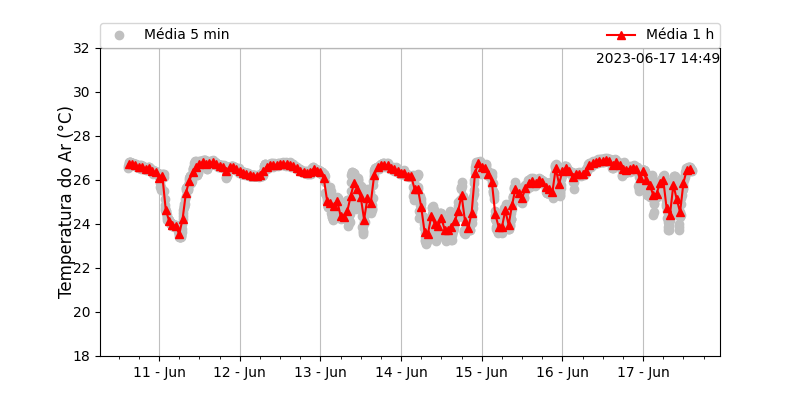 Média 5 min
Média 1 h
2023-06-17 14:49
Temperatura do Ar (°C)
32
30
28
26
24
22
20
18
11 - Jun
12 - Jun
13 - Jun
14 - Jun
15 - Jun
16 - Jun
17 - Jun